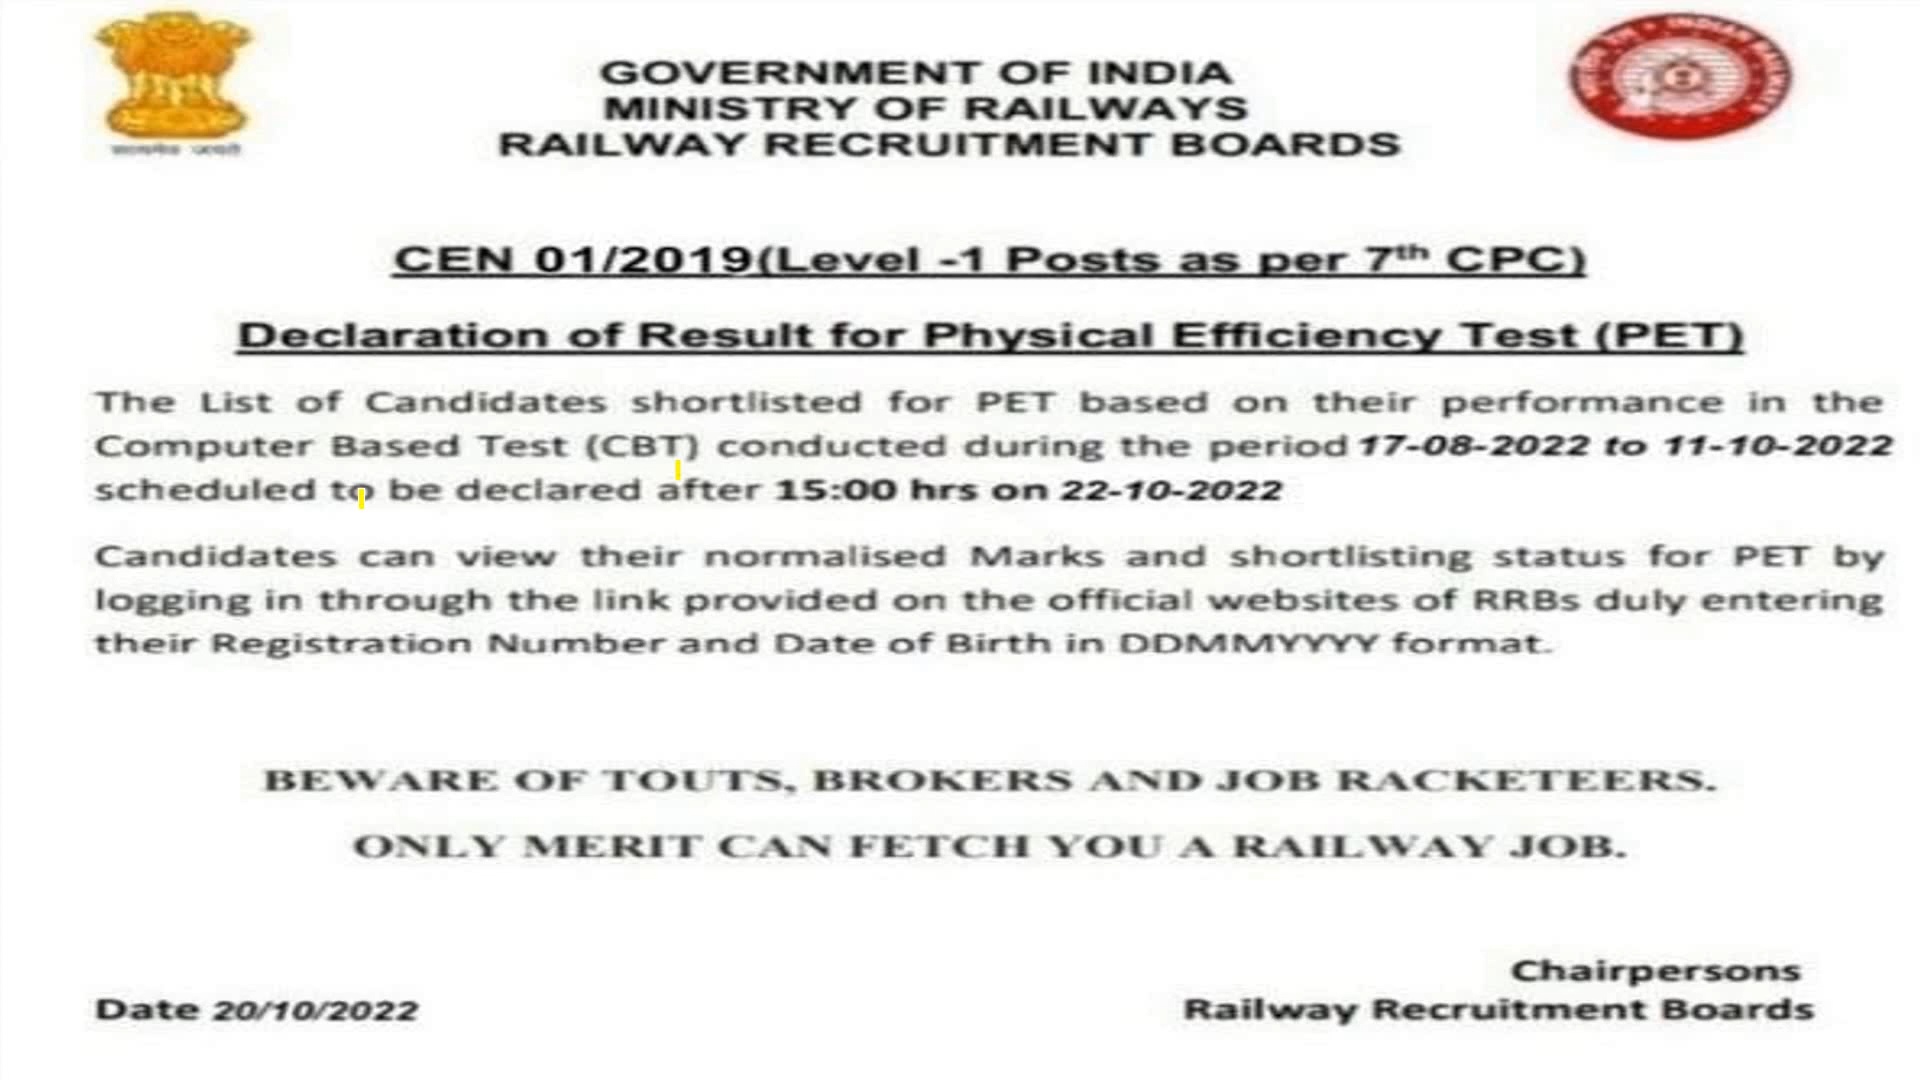 सत्यमेव जयते
GOVERNMENT OF INDIA
MINISTRY OF RAILWAYS
RAILWAY RECRUITMENT BOARDS
INDIAN RAILWAYS
CEN 01/2019(Level -1 Posts as per 7th CPC)
Declaration of Result for Physical Efficiency Test (PET)
The List of Candidates shortlisted for PET based on their performance in the
Computer Based Test (CBT) conducted during the period 17-08-2022 to 11-10-2022
scheduled to be declared after 15:00 hrs on 22-10-2022
Candidates can view their normalised Marks and shortlisting status for PET by
logging in through the link provided on the official websites of RRBs duly entering
their Registration Number and Date of Birth in DDMMYYYY format.
BEWARE OF TOUTS, BROKERS AND JOB RACKETEERS.
ONLY MERIT CAN FETCH YOU A RAILWAY JOB.
Chairpersons
Date 20/10/2022
Railway Recruitment Boards